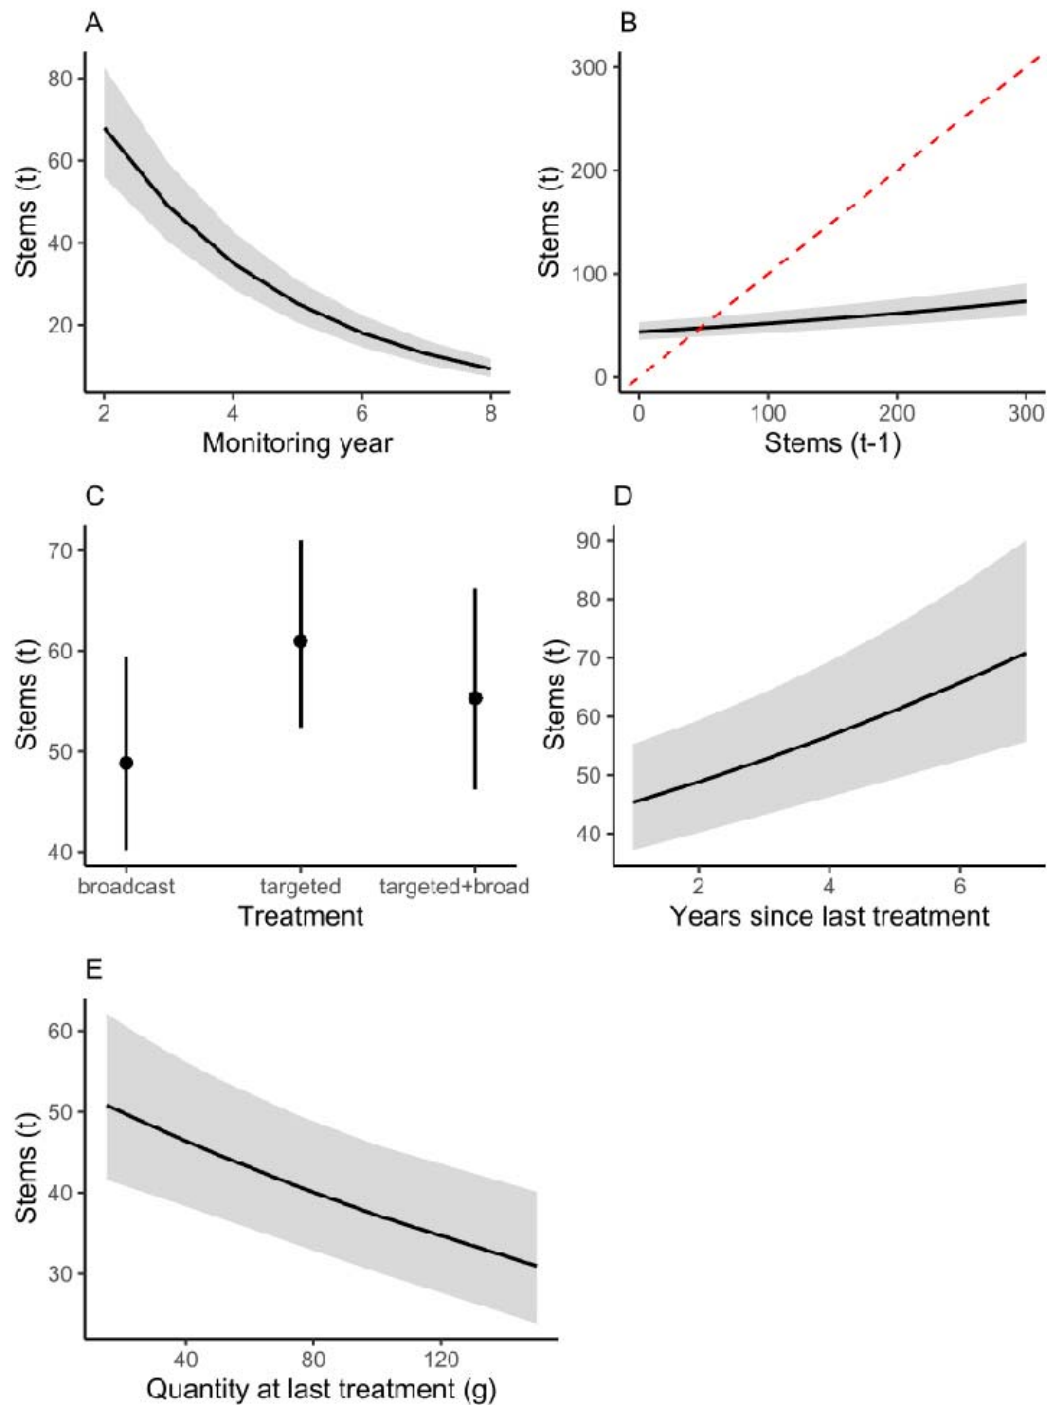 A
80
60
40
20
Stems (t)
2 4 6 8
Monitoring year
B
300
200
100
0
Stems (t)
0 100 200 300
Stems (t-1)
C
70
60
50
40
Stems (t)
broadcast targeted targeted+broad
Treatment
D
90
80
70
60
50
40
Stems (t)
2 4 6
Years since last treatment
E
60
50
40
30
Stems (t)
40 80 120
Quantity at last treatment (g)